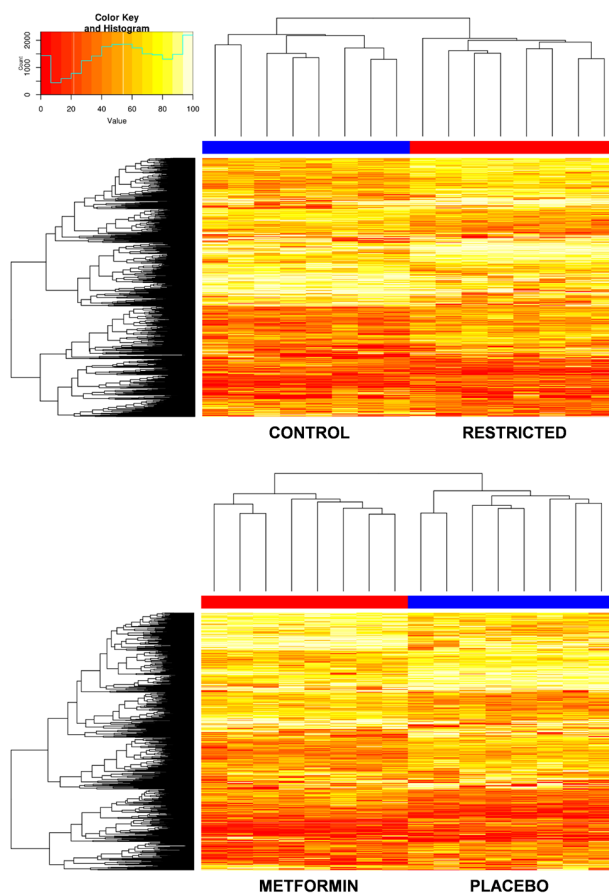 Color Key
and Histogram
Count
0 1000 2000
0 20 40 60 80 100
Value
CONTROL RESTRICTED
METFORMIN PLACEBO